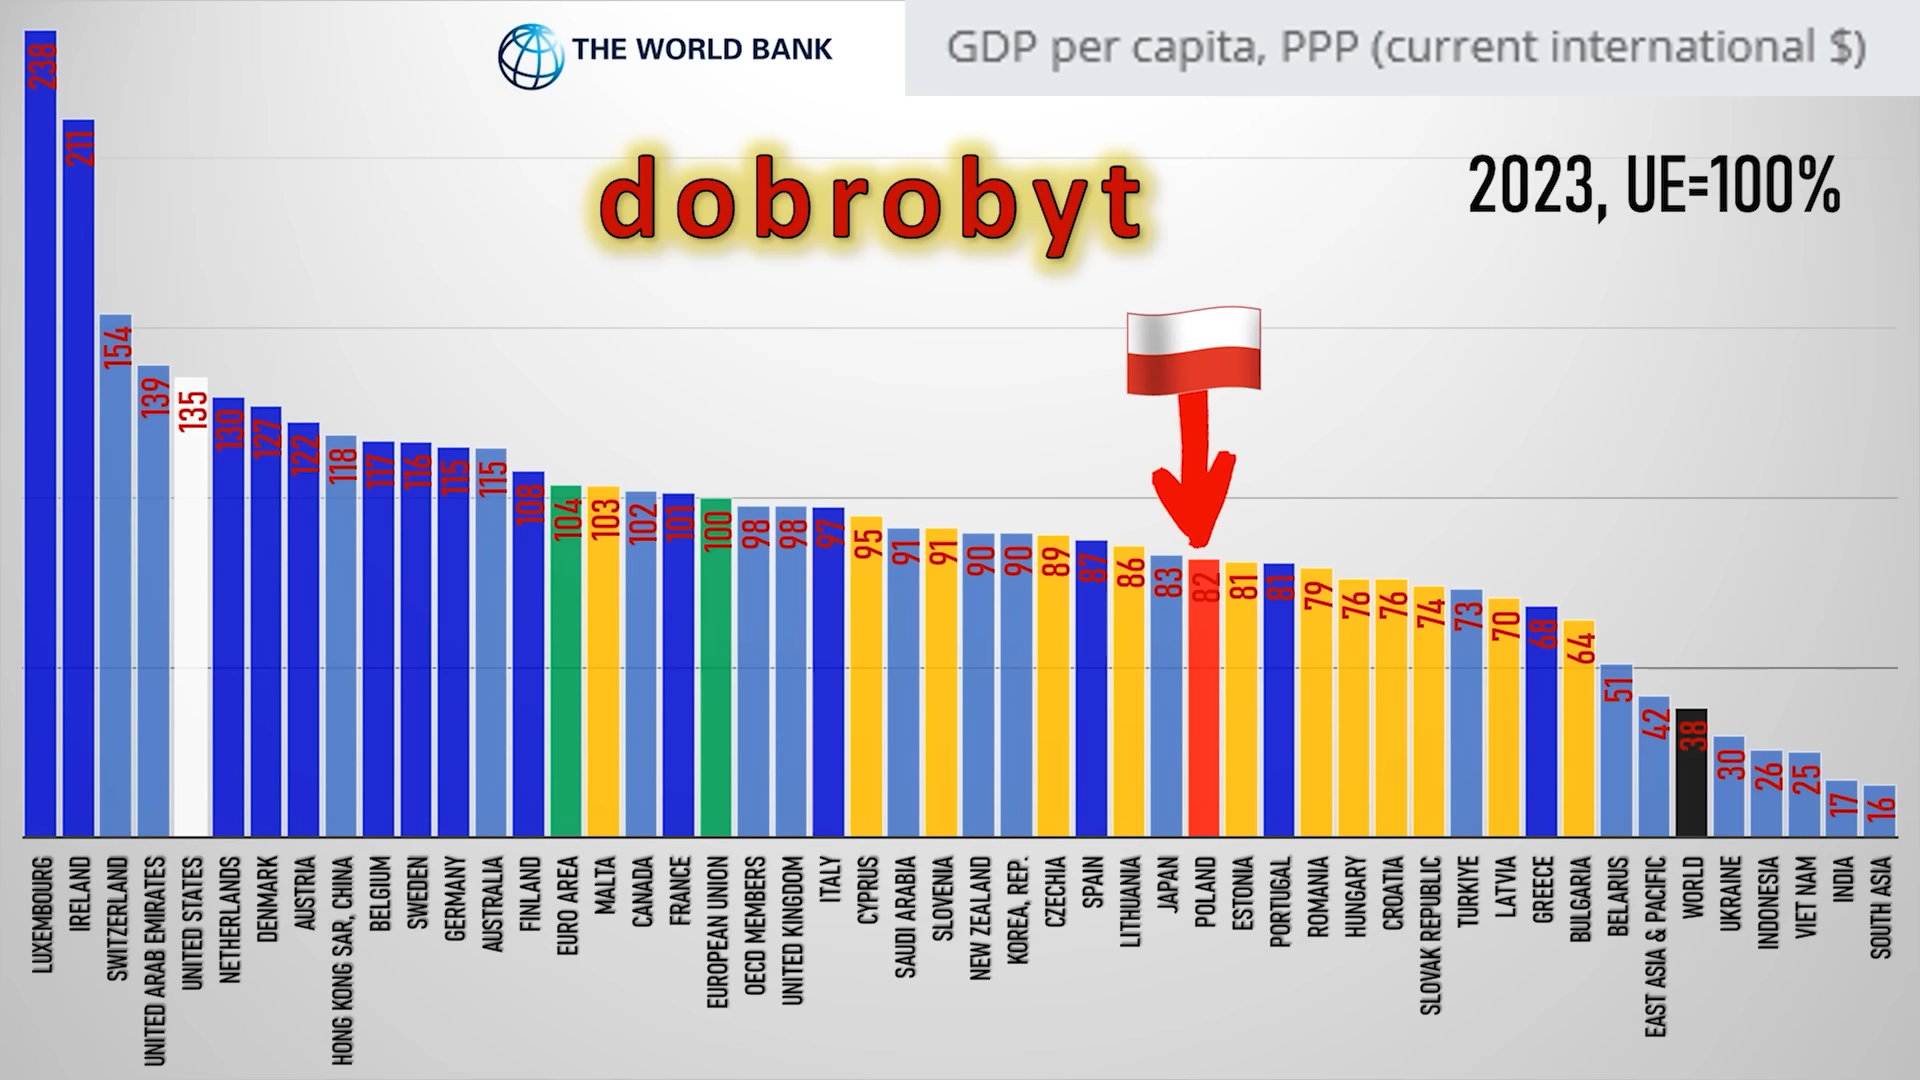 THE WORLD BANK
GDP per capita, PPP (current international $)
dobrobyt
2023, UE=100%
238
211
154
139
135
130
127
122
118
117
116
115
115
108
104
103
102
101
100
98
98
97
95
91
91
90
90
89
87
86
83
82
81
81
79
76
76
74
73
70
68
64
51
42
38
30
26
25
17
16
LUXEMBOURG
IRELAND
SWITZERLAND
UNITED ARAB EMIRATES
UNITED STATES
NETHERLANDS
DENMARK
AUSTRIA
HONG KONG SAR, CHINA
BELGIUM
SWEDEN
GERMANY
AUSTRALIA
FINLAND
EURO AREA
MALTA
CANADA
FRANCE
EUROPEAN UNION
OECD MEMBERS
UNITED KINGDOM
ITALY
CYPRUS
SAUDI ARABIA
SLOVENIA
NEW ZEALAND
KOREA, REP.
CZECHIA
SPAIN
LITHUANIA
JAPAN
POLAND
ESTONIA
PORTUGAL
ROMANIA
HUNGARY
CROATIA
SLOVAK REPUBLIC
TURKIYE
LATVIA
GREECE
BULGARIA
BELARUS
EAST ASIA & PACIFIC
WORLD
UKRAINE
INDONESIA
VIET NAM
INDIA
SOUTH ASIA